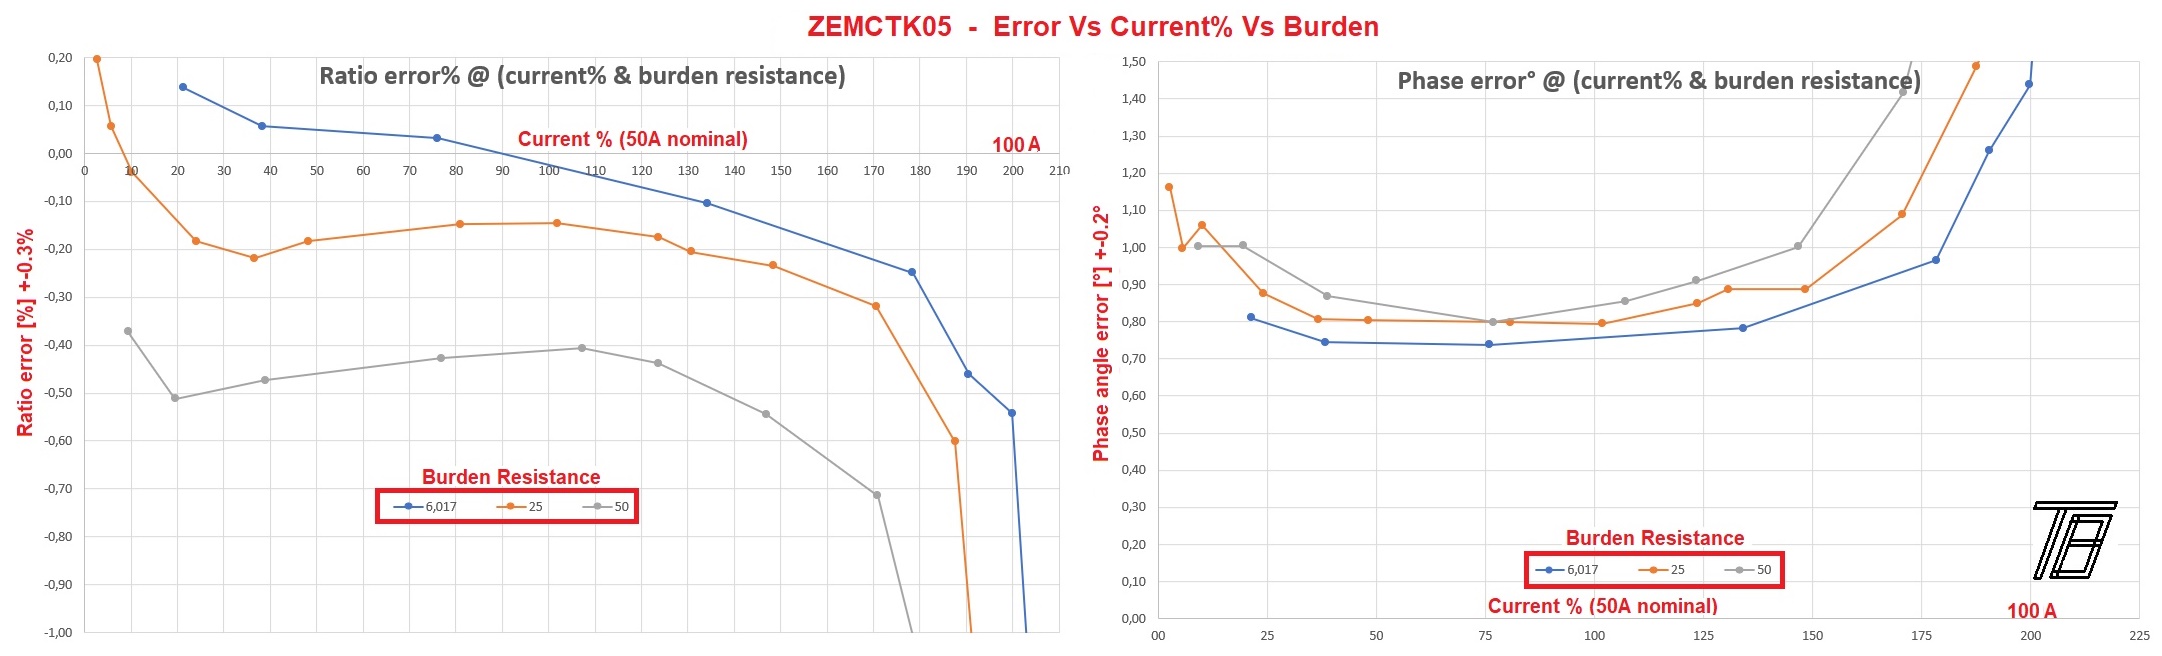 ZEMCTK05 - Error Vs Current% Vs Burden
Ratio error% @ (current% & burden resistance)
0,20
0,10
0,00
-0,10
-0,20
-0,30
-0,40
-0,50
-0,60
-0,70
-0,80
-0,90
-1,00
Ratio error [%] +-0.3%
Current % (50A nominal)
100 A
0 10 20 30 40 50 60 70 80 90 100 110 120 130 140 150 160 170 180 190 200 210
Burden Resistance
6,017 25 50
Phase error° @ (current% & burden resistance)
1,50
1,40
1,30
1,20
1,10
1,00
0,90
0,80
0,70
0,60
0,50
0,40
0,30
0,20
0,10
0,00
Phase angle error [°] +-0.2°
Burden Resistance
6,017 25 50
Current % (50A nominal)
100 A
00 25 50 75 100 125 150 175 200 225